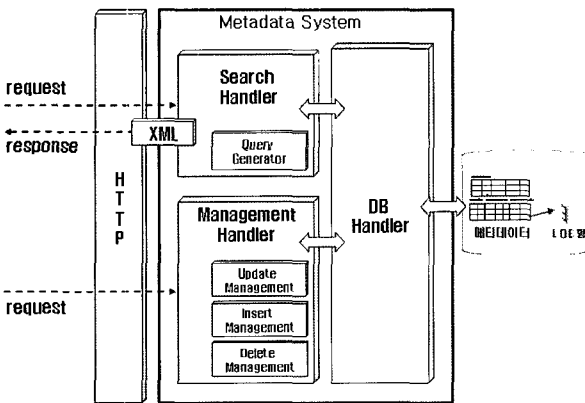 Metadata System
request
response
XML
H
T
T
P
Search
Handler
Query
Generator
Management
Handler
Update
Management
Insert
Management
Delete
Management
request
DB
Handler
메타데이터